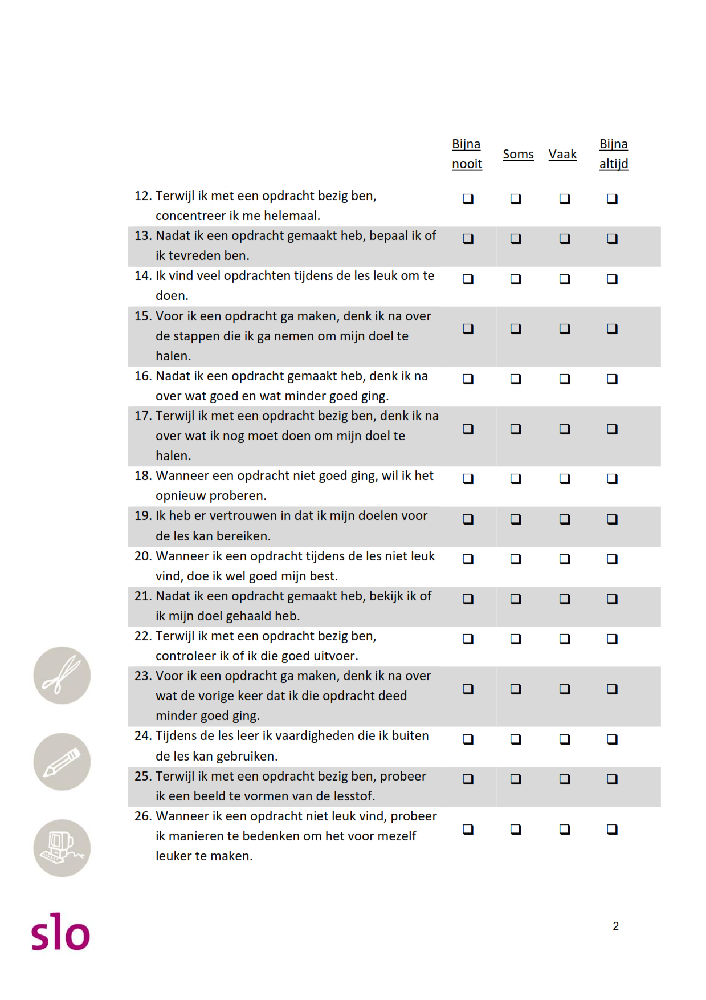 Bijna
nooit
Soms
Vaak
Bijna
altijd
12. Terwijl ik met een opdracht bezig ben,
concentreer ik me helemaal.
13. Nadat ik een opdracht gemaakt heb, bepaal ik of
ik tevreden ben.
14. Ik vind veel opdrachten tijdens de les leuk om te
doen.
15. Voor ik een opdracht ga maken, denk ik na over
de stappen die ik ga nemen om mijn doel te
halen.
16. Nadat ik een opdracht gemaakt heb, denk ik na
over wat goed en wat minder goed ging.
17. Terwijl ik met een opdracht bezig ben, denk ik na
over wat ik nog moet doen om mijn doel te
halen.
18. Wanneer een opdracht niet goed ging, wil ik het
opnieuw proberen.
19. Ik heb er vertrouwen in dat ik mijn doelen voor
de les kan bereiken.
20. Wanneer ik een opdracht tijdens de les niet leuk
vind, doe ik wel goed mijn best.
21. Nadat ik een opdracht gemaakt heb, bekijk ik of
ik mijn doel gehaald heb.
22. Terwijl ik met een opdracht bezig ben,
controleer ik of ik die goed uitvoer.
23. Voor ik een opdracht ga maken, denk ik na over
wat de vorige keer dat ik die opdracht deed
minder goed ging.
24. Tijdens de les leer ik vaardigheden die ik buiten
de les kan gebruiken.
25. Terwijl ik met een opdracht bezig ben, probeer
ik een beeld te vormen van de lesstof.
26. Wanneer ik een opdracht niet leuk vind, probeer
ik manieren te bedenken om het voor mezelf
leuker te maken.
slo
2